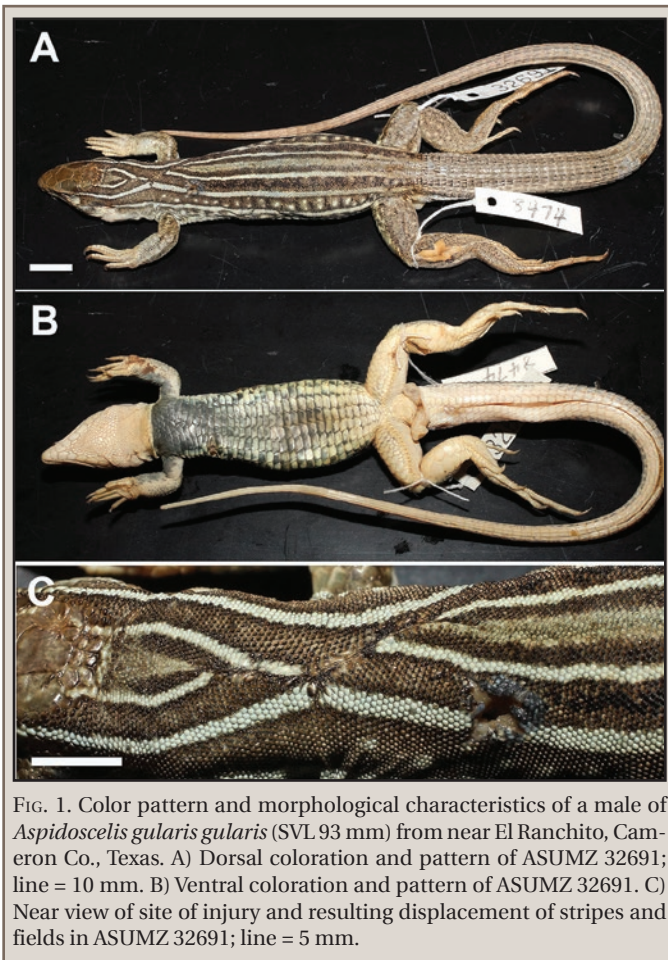 A
32691
3474
B
C
FIG. 1. Color pattern and morphological characteristics of a male of
Aspidoscelis gularis gularis (SVL 93 mm) from near El Ranchito, Cam-
eron Co., Texas. A) Dorsal coloration and pattern of ASUMZ 32691;
line = 10 mm. B) Ventral coloration and pattern of ASUMZ 32691. C)
Near view of site of injury and resulting displacement of stripes and
fields in ASUMZ 32691; line = 5 mm.